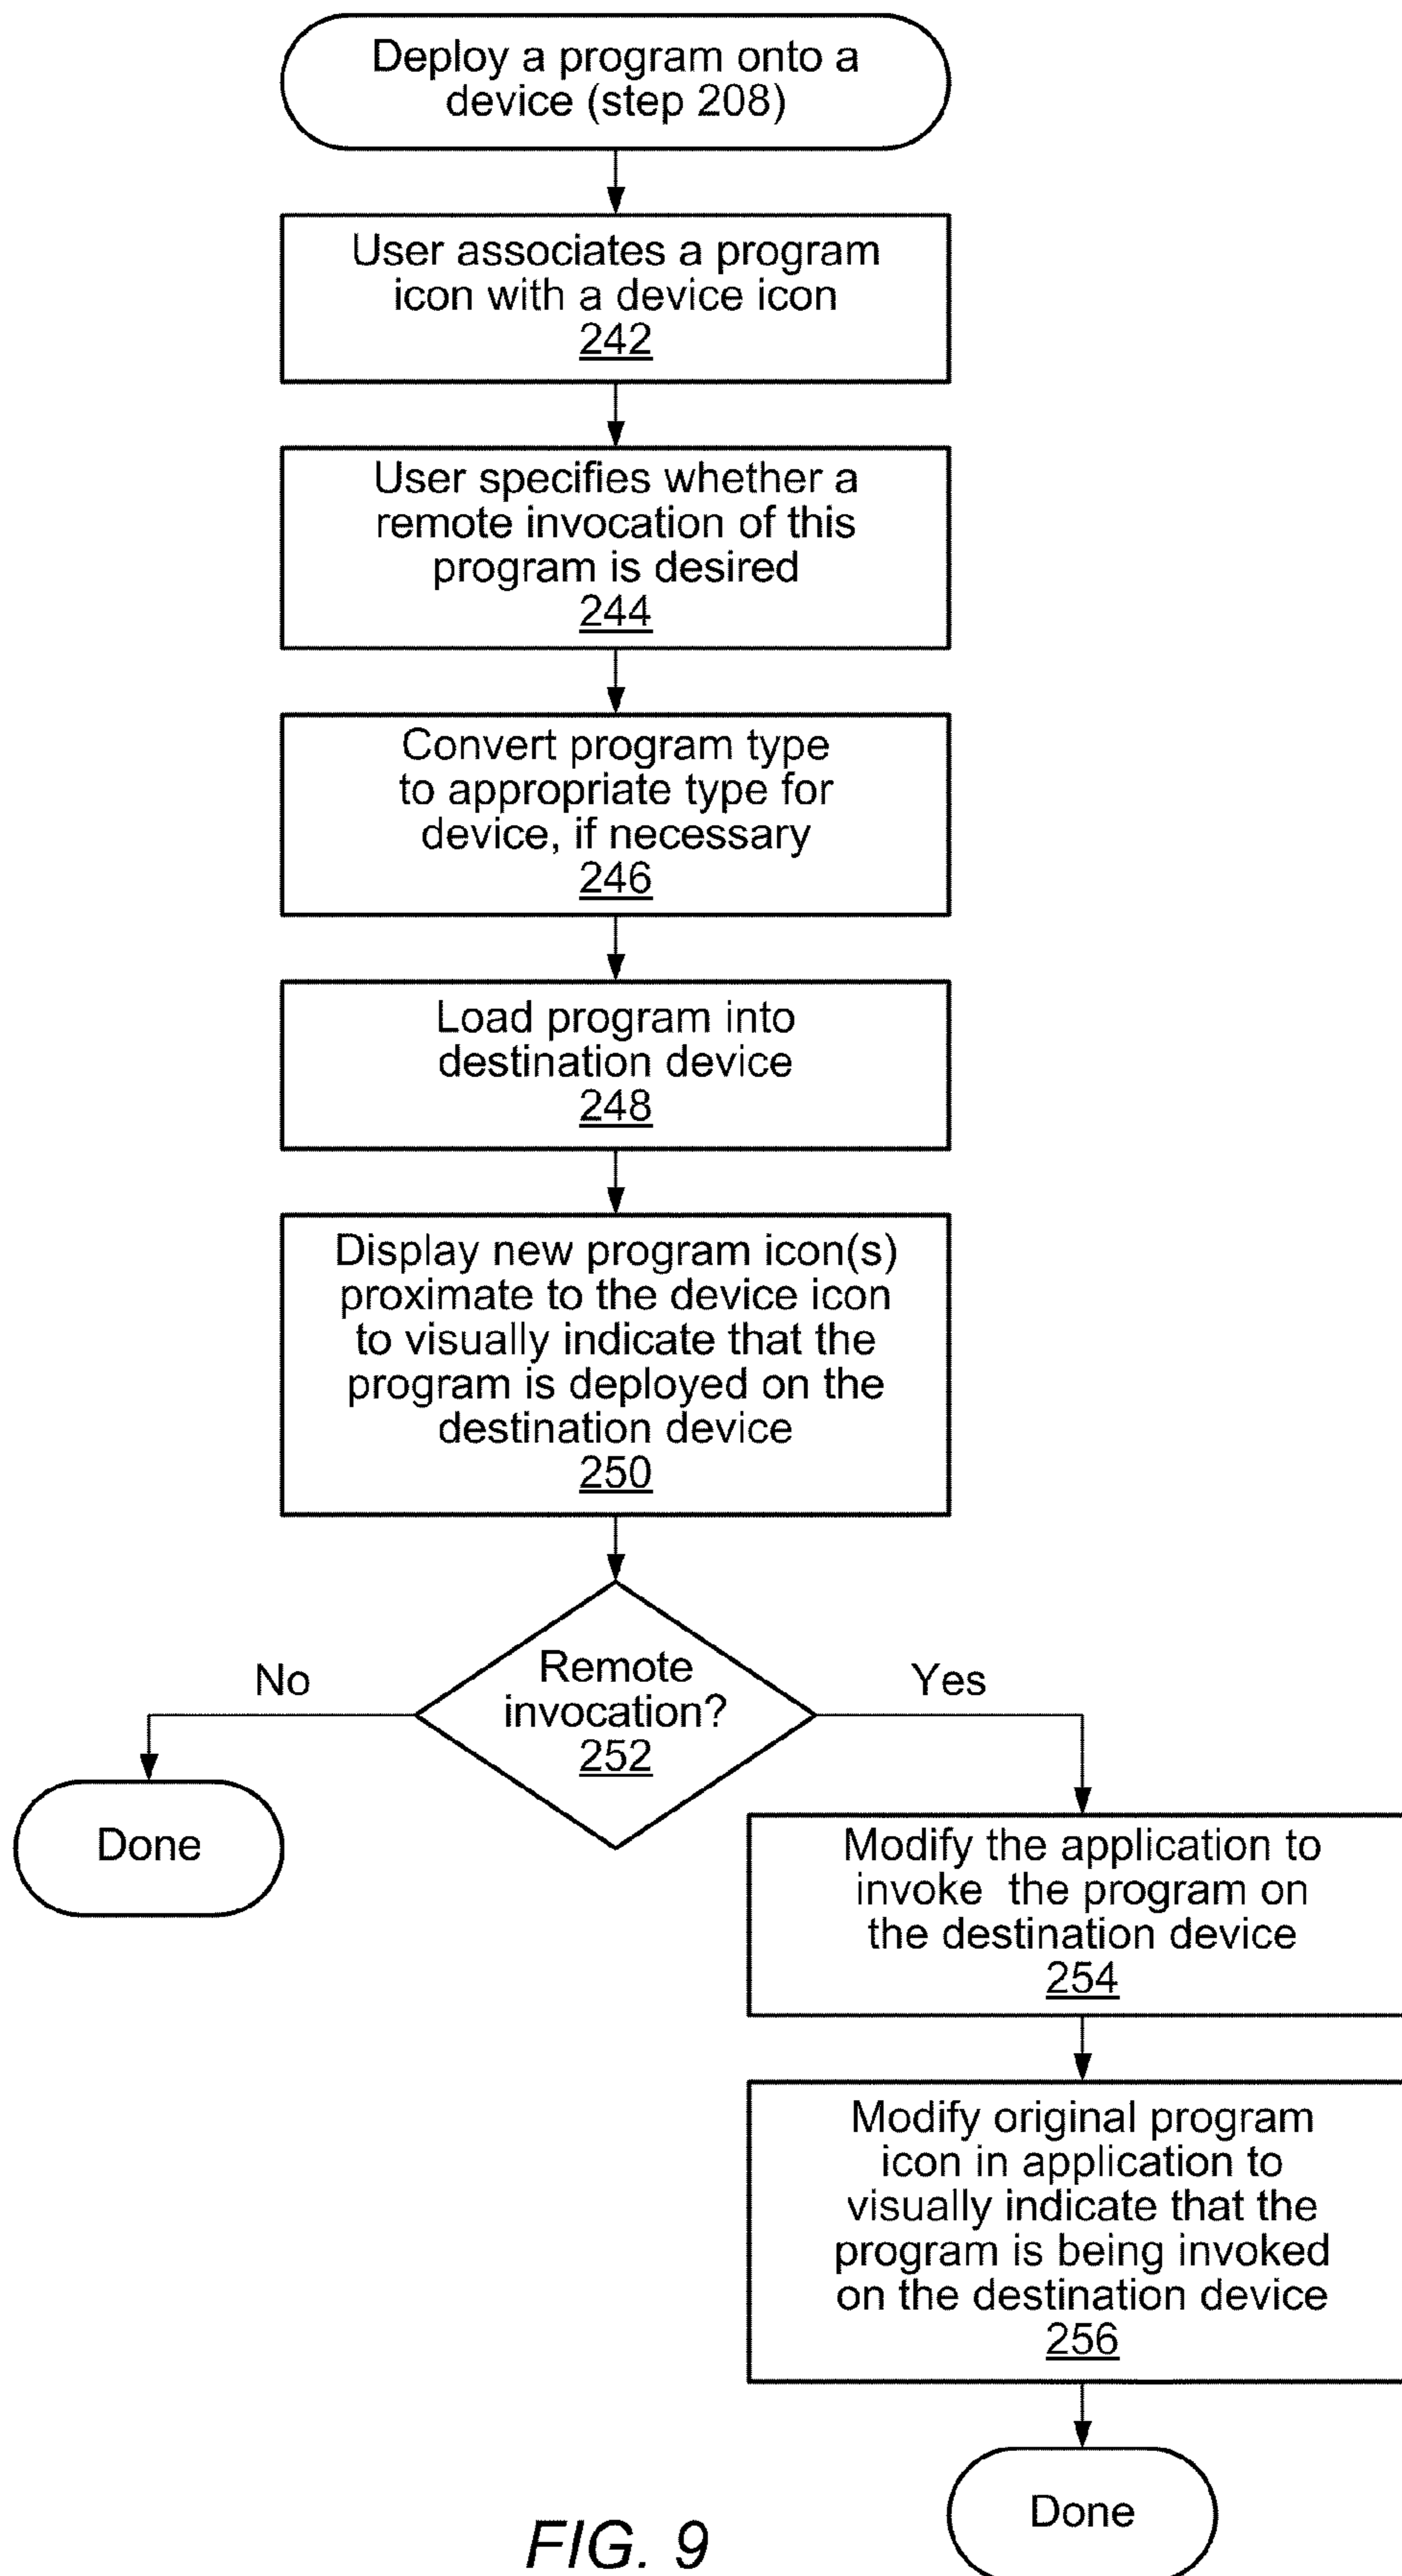 Deploy a program onto a
device (step 208)
User associates a program
icon with a device icon
242
User specifies whether a
remote invocation of this
program is desired
244
Convert program type
to appropriate type for
device, if necessary
246
Load program into
destination device
248
Display new program icon(s)
proximate to the device icon
to visually indicate that the
program is deployed on the
destination device
250
Remote
invocation?
252
No
Yes
Done
Modify the application to
invoke the program on
the destination device
254
Modify original program
icon in application to
visually indicate that the
program is being invoked
on the destination device
256
Done
FIG. 9